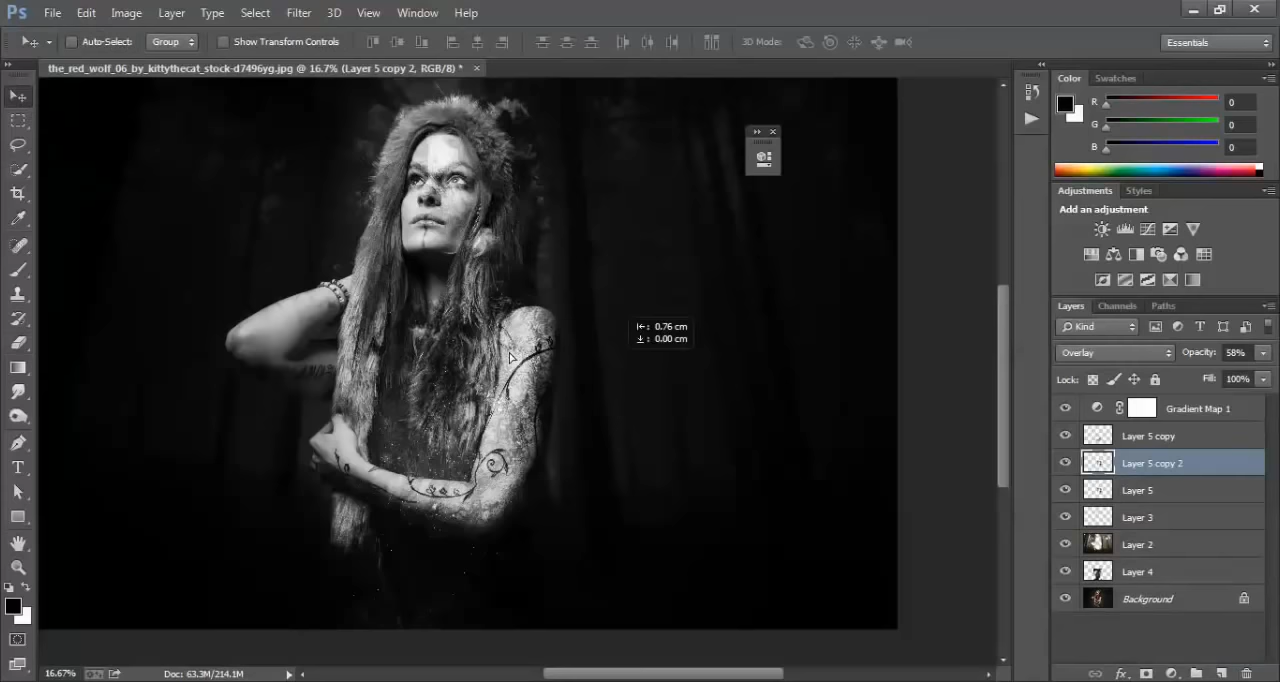 Ps File Edit Image Layer Type Select Filter 3D View Window Help
Auto-Select: Group Show Transform Controls 3D Mode: Essentials
the_red_wolf_06_by_kittythecat_stock-d7496yg.jpg @ 16.7% (Layer 5 copy 2, RGB/8) *
Color Swatches
R 0
G 0
B 0
Adjustments Styles
Add an adjustment
0.76 cm
0.00 cm
Layers Channels Paths
Kind
Overlay Opacity: 58%
Lock: Fill: 100%
Gradient Map 1
Layer 5 copy
Layer 5 copy 2
Layer 5
Layer 3
Layer 2
Layer 4
Background
16.67% Doc: 63.3M/214.1M